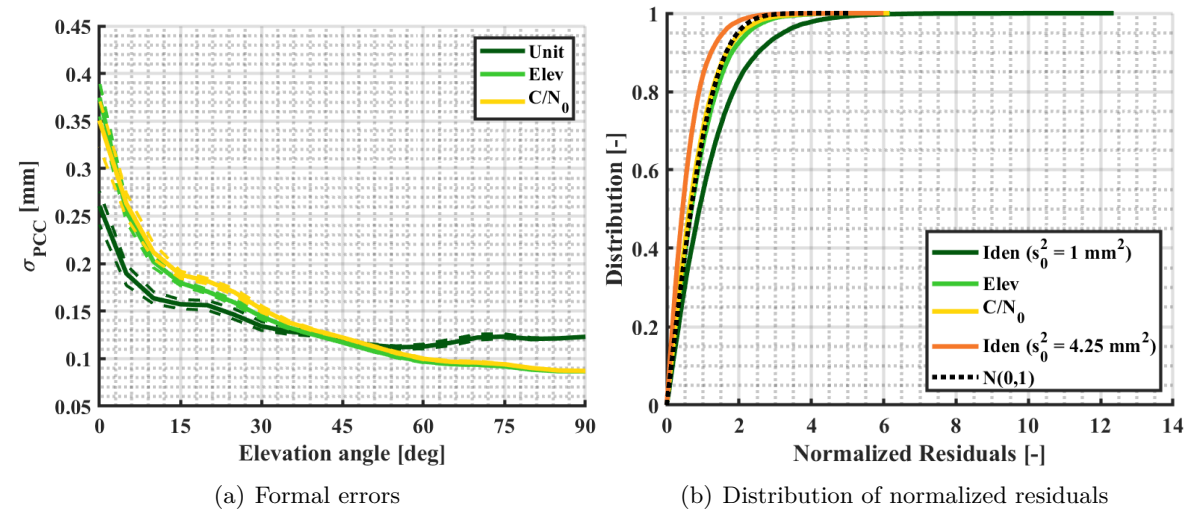 0.45
0.4
0.35
0.3
0.25
0.2
0.15
0.1
0.05
σPCC [mm]
0 15 30 45 60 75 90
Elevation angle [deg]
Unit
Elev
C/N0
(a) Formal errors
1
0.8
0.6
0.4
0.2
0
Distribution [-]
0 2 4 6 8 10 12 14
Normalized Residuals [-]
Iden (s₀² = 1 mm²)
Elev
C/N0
Iden (s₀² = 4.25 mm²)
N(0,1)
(b) Distribution of normalized residuals